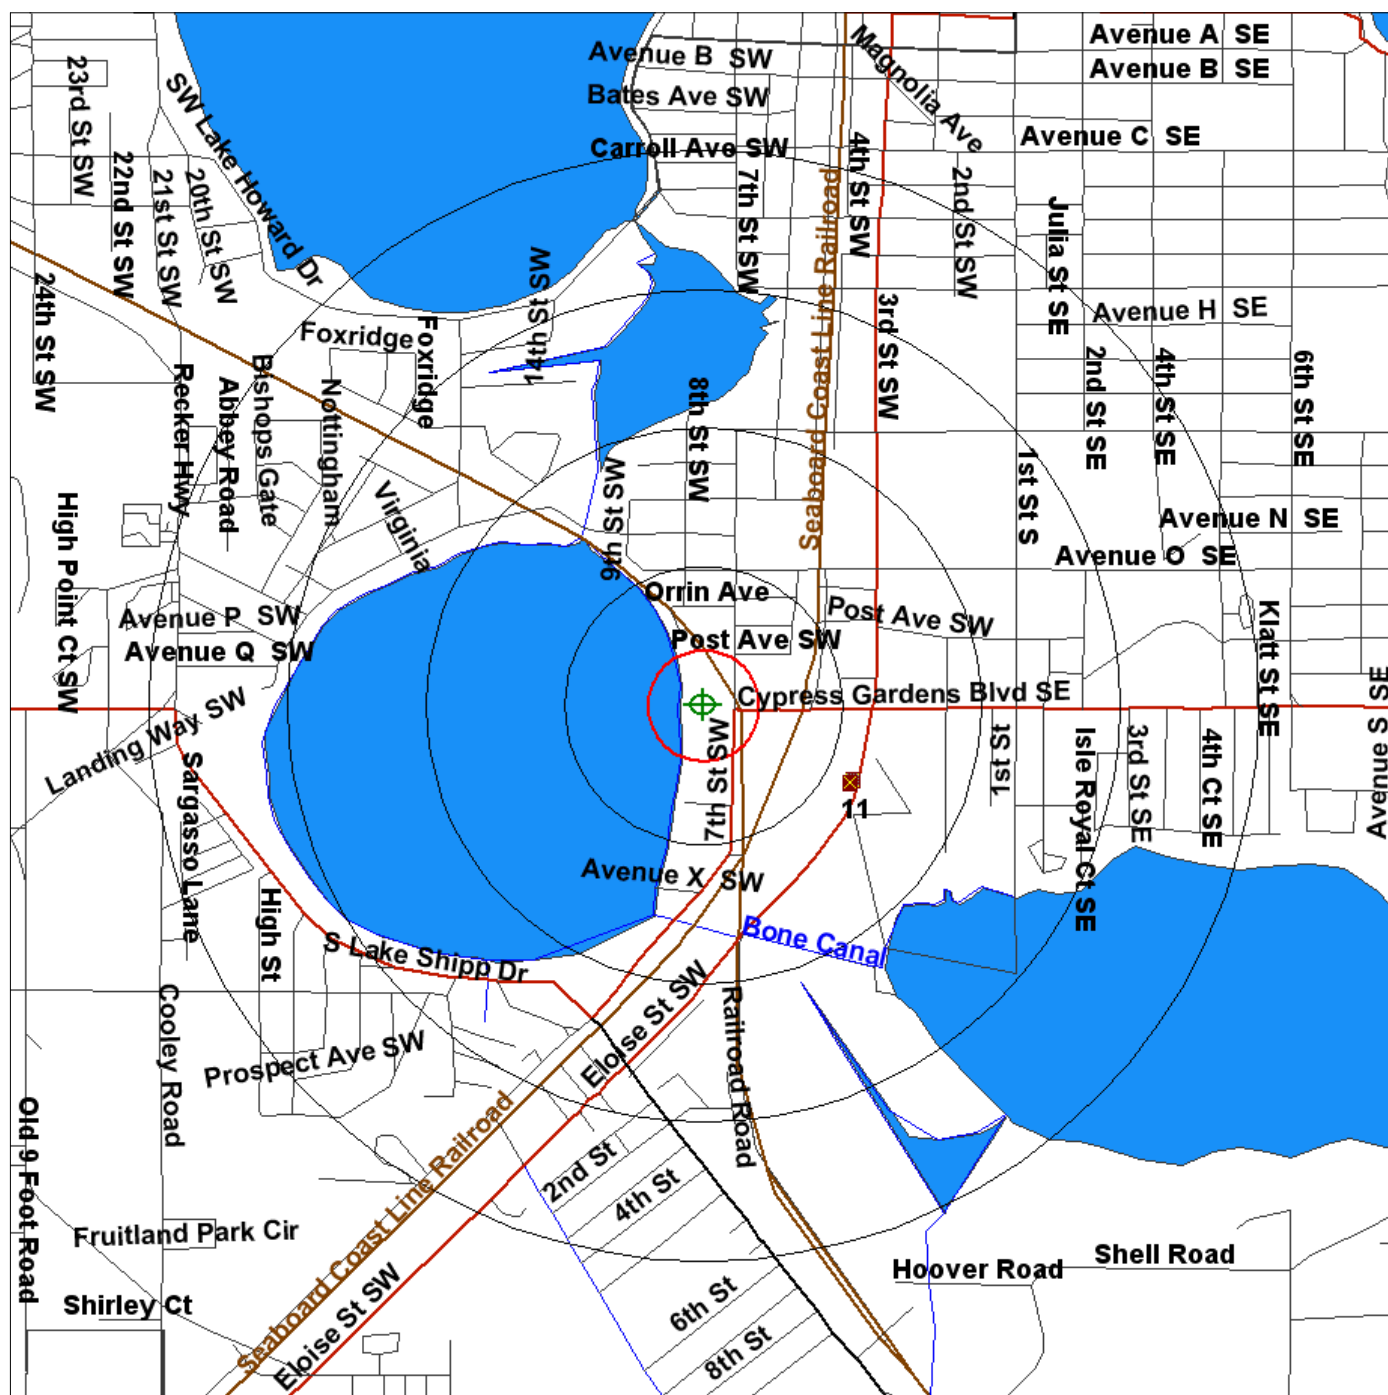 Avenue B  SW
Magnolia Ave
Avenue A  SE
Avenue B  SE
23rd St SW
SW Lake Howard Dr
Bates Ave SW
Avenue C  SE
Carroll Ave SW
4th St SW
22nd St SW
21st St SW
20th St SW
7th St SW
2nd St SW
Julia St SE
Seaboard Coast Line Railroad
24th St SW
14th St SW
3rd St SW
Avenue H  SE
Foxridge
Foxridge
Recker Hwy
Abbey Road
Bishops Gate
Nottingham
8th St SW
2nd St SE
4th St SE
6th St SE
1st St S
Virginia
9th St SW
High Point Ct SW
Avenue N  SE
Avenue O  SE
Orrin Ave
Post Ave SW
Avenue P  SW
Post Ave SW
Avenue Q  SW
Klatt St SE
Landing Way SW
Cypress Gardens Blvd SE
Avenue S  SE
7th St SW
1st St
Isle Royal Ct SE
3rd St SE
4th Ct SE
Sargasso Lane
11
Avenue X  SW
High St
Bone Canal
S Lake Shipp Dr
Cooley Road
Eloise St SW
Railroad Road
Prospect Ave SW
Old 9 Foot Road
Seaboard Coast Line Railroad
2nd St
4th St
Fruitland Park Cir
Shell Road
Hoover Road
Shirley Ct
Eloise St SW
6th St
8th St